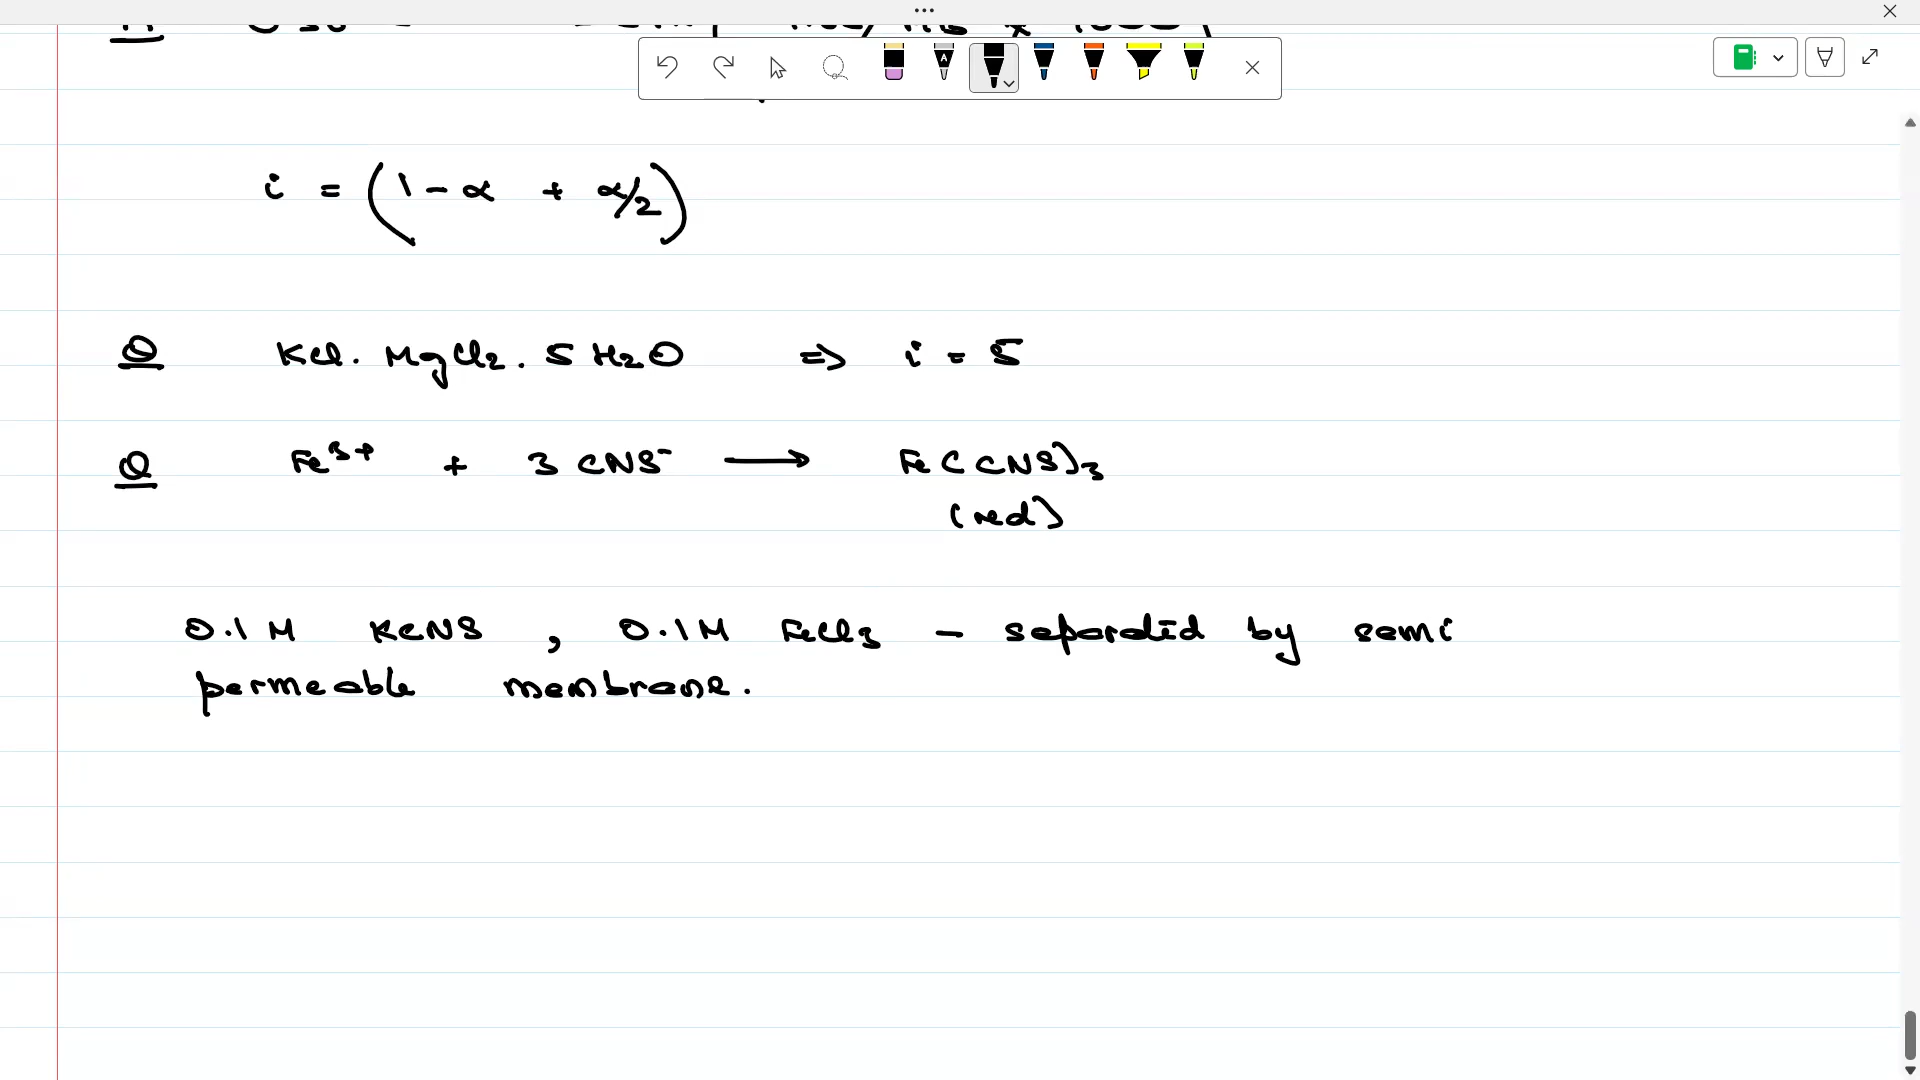 i = (1 - α + α/2)
Q KCl. MgCl2. 5 H2O => i = 5
Q Fe3+ + 3 CNS- → Fe(CNS)3
(red)
0.1 M KCNS, 0.1M FeCl3 - separated by semi
permeable membrane.